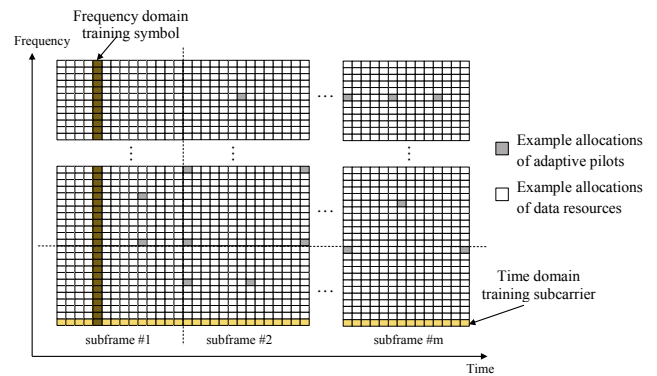 Frequency domain
training symbol
Frequency
...
Example allocations
of adaptive pilots
Example allocations
of data resources
...
Time domain
training subcarrier
...
subframe #1
subframe #2
subframe #m
Time